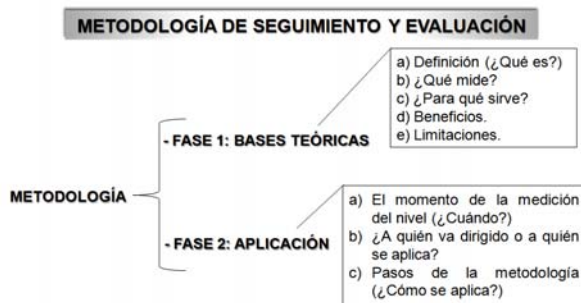 METODOLOGÍA DE SEGUIMIENTO Y EVALUACIÓN
a) Definición (¿Qué es?)
b) ¿Qué mide?
c) ¿Para qué sirve?
d) Beneficios.
e) Limitaciones.
- FASE 1: BASES TEÓRICAS
METODOLOGÍA
- FASE 2: APLICACIÓN
a) El momento de la medición
del nivel (¿Cuándo?)
b) ¿A quién va dirigido o a quién
se aplica?
c) Pasos de la metodología
(¿Cómo se aplica?)